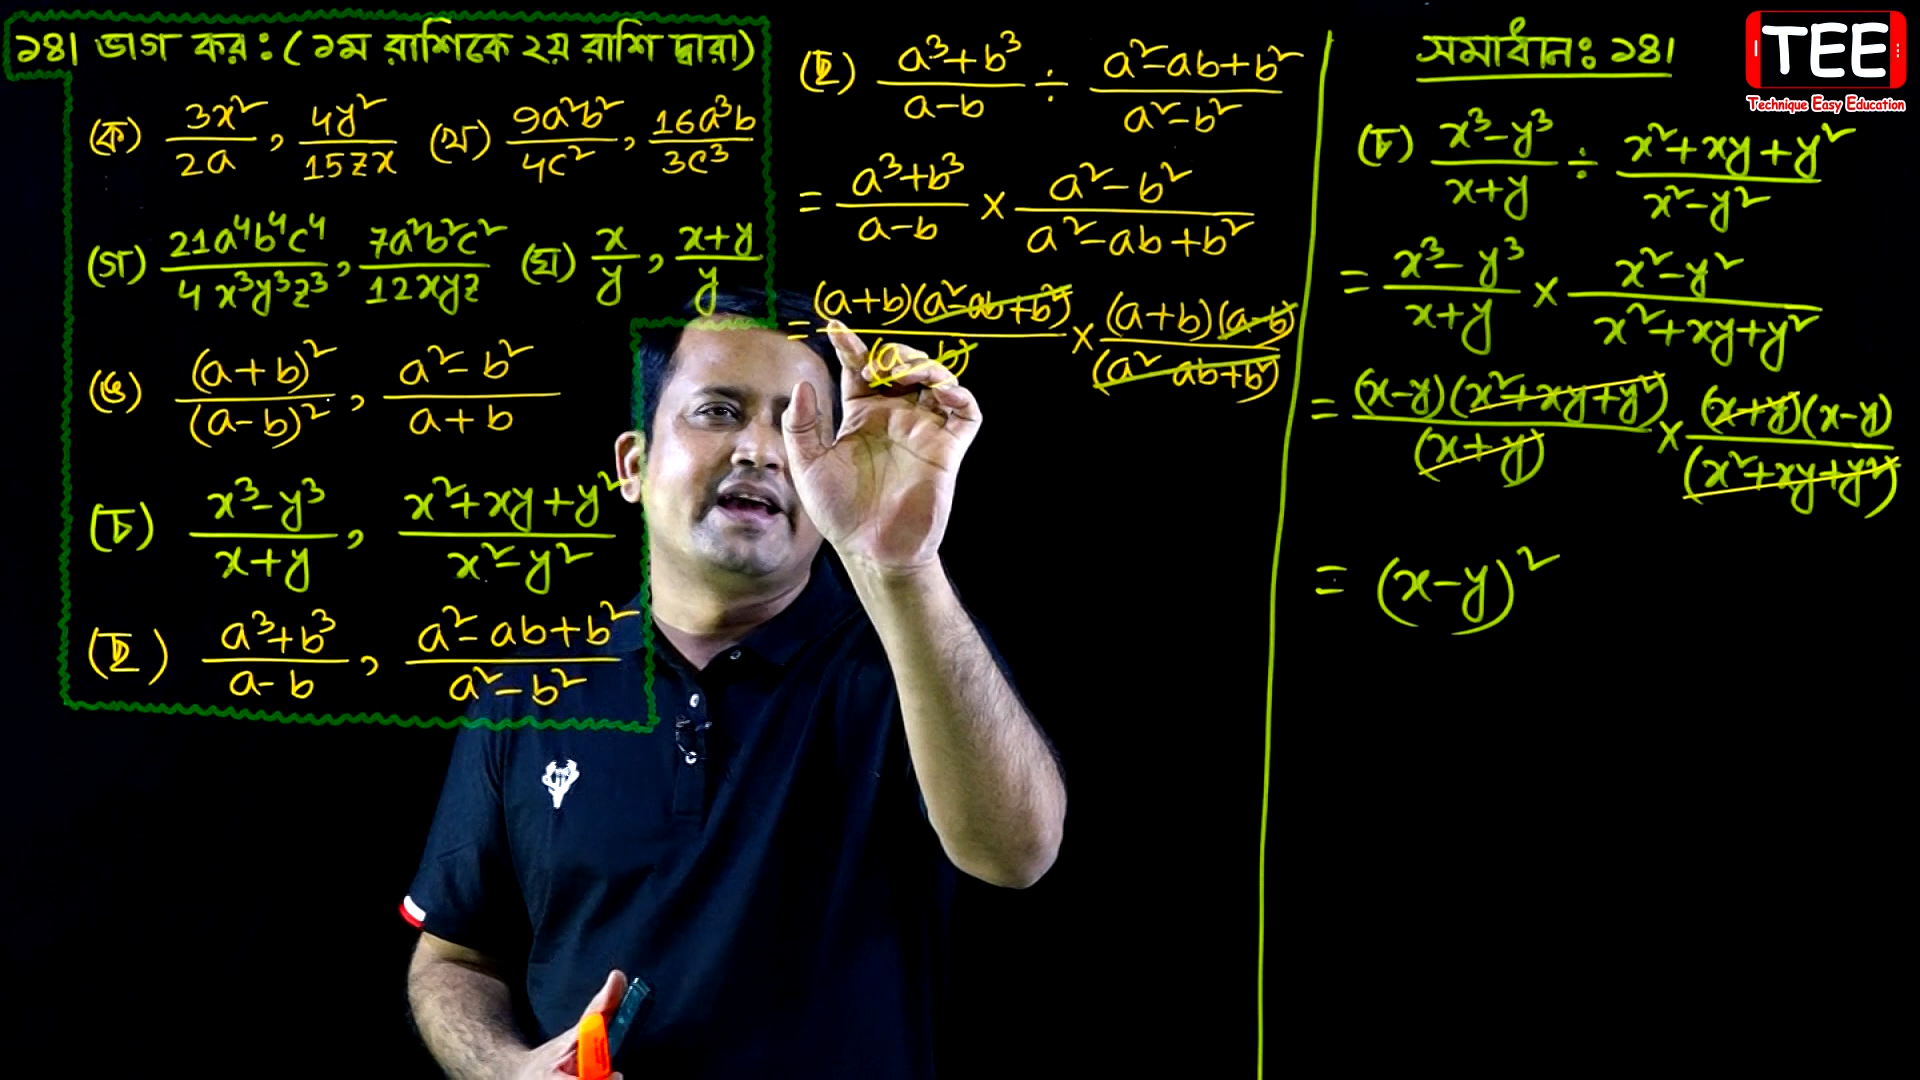 ১৪। ভাগ কর : ( ১ম রাশিকে ২য় রাশি দ্বারা)
(ক) 3x²/2a , 4y²/15zx (খ) 9a²b²/4c² , 16a³b/3c³
(গ) 21a⁴b⁴c⁴/4x³y³z³ , 7a²b²c²/12xyz (ঘ) x/y , x+y/y
(ঙ) (a+b)²/(a-b)² , a²-b²/a+b
(চ) x³-y³/x+y , x²+xy+y²/x²-y²
(ছ) a³+b³/a-b , a²-ab+b²/a²-b²
(ছ) a³+b³/a-b ÷ a²-ab+b²/a²-b²
= a³+b³/a-b × a²-b²/a²-ab+b²
= (a+b)(a²-ab+b²)/(a-b) × (a+b)(a-b)/(a²-ab+b²)
সমাধানঃ ১৪।
(চ) x³-y³/x+y ÷ x²+xy+y²/x²-y²
= x³-y³/x+y × x²-y²/x²+xy+y²
= (x-y)(x²+xy+y²)/(x+y) × (x+y)(x-y)/(x²+xy+y²)
= (x-y)²
TEE
Technique Easy Education